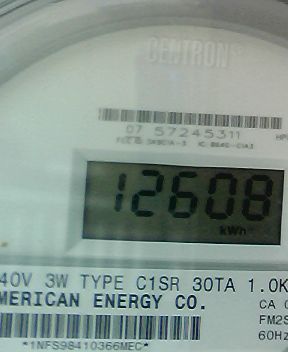 CENTRON
07 57245311
12608
kWh
40V 3W TYPE C1SR 30TA 1.0K
MERICAN ENERGY CO.
CA
FM2S
60Hz
*1NFS98410366MEC*